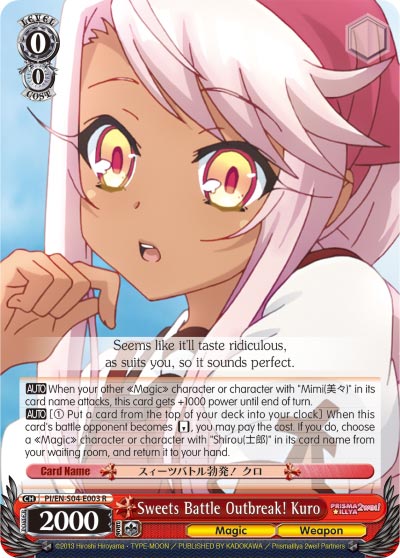 LEVEL
0
0
COST
Seems like it'll taste ridiculous,
as suits you, so it sounds perfect.
AUTO When your other ≪Magic≫ character or character with "Mimi(美々)" in its
card name attacks, this card gets +1000 power until end of turn.
AUTO [① Put a card from the top of your deck into your clock] When this
card's battle opponent becomes [ ], you may pay the cost. If you do, choose
a ≪Magic≫ character or character with "Shirou(士郎)" in its card name from your
waiting room, and return it to your hand.
Card Name スィーツバトル勃発！ クロ
CH PI/EN-S04-E003 R
Sweets Battle Outbreak! Kuro
PRISMA☆ILLYA 2wei!
2000
Magic Weapon
©2013 Hiroshi Hiroyama・TYPE-MOON / PUBLISHED BY KADOKAWA / Prismaillya 2wei! Partners